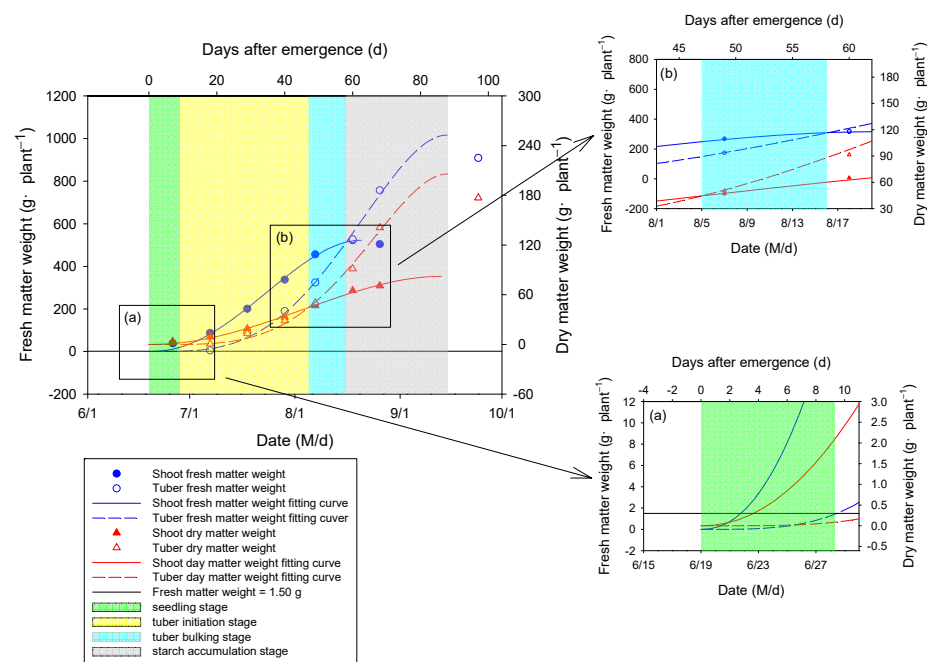 Days after emergence (d)
0 20 40 60 80 100
1200
1000
800
600
400
200
0
-200
300
240
180
120
60
0
-60
Fresh matter weight (g· plant⁻¹)
Dry matter weight (g· plant⁻¹)
(a)
(b)
6/1 7/1 8/1 9/1 10/1
Date (M/d)
Days after emergence (d)
45 50 55 60
(b)
800
600
400
200
0
-200
180
150
120
90
60
30
Fresh matter weight (g· plant⁻¹)
Dry matter weight (g· plant⁻¹)
8/1 8/5 8/9 8/13 8/17
Date (M/d)
Days after emergence (d)
-4 -2 0 2 4 6 8 10
(a)
12
10
8
6
4
2
0
-2
3.0
2.5
2.0
1.5
1.0
0.5
0.0
-0.5
Fresh matter weight (g· plant⁻¹)
Dry matter weight (g· plant⁻¹)
6/15 6/19 6/23 6/27
Date (M/d)
Shoot fresh matter weight
Tuber fresh matter weight
Shoot fresh matter weight fitting curve
Tuber fresh matter weight fitting cuver
Shoot dry matter weight
Tuber dry matter weight
Shoot day matter weight fitting curve
Tuber day matter weight fitting curve
Fresh matter weight = 1.50 g
seedling stage
tuber initiation stage
tuber bulking stage
starch accumulation stage